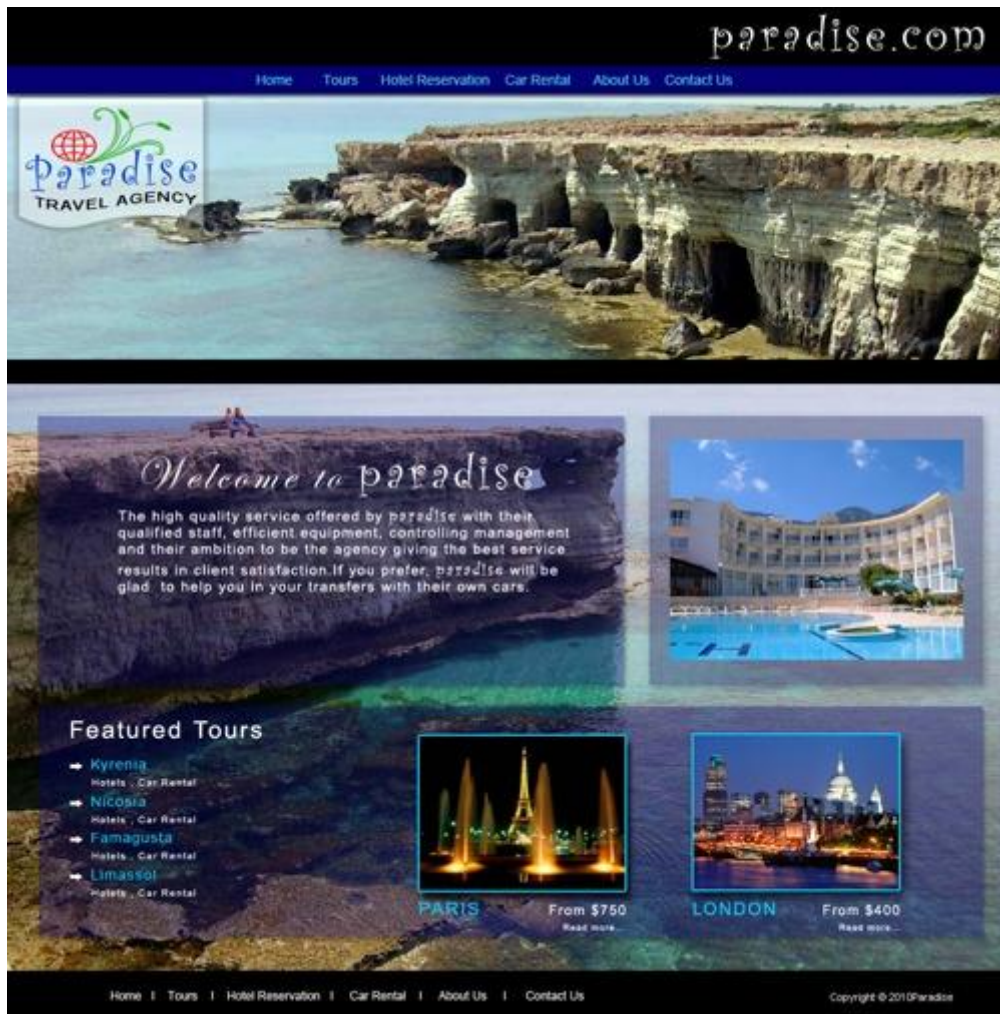 paradise.com
Home Tours Hotel Reservation Car Rental About Us Contact Us
Paradise
TRAVEL AGENCY
Welcome to paradise
The high quality service offered by paradise with their
qualified staff, efficient equipment, controlling management
and their ambition to be the agency giving the best service
results in client satisfaction.If you prefer, paradise will be
glad to help you in your transfers with their own cars.
Featured Tours
Kyrenia
Hotels , Car Rental
Nicosia
Hotels , Car Rental
Famagusta
Hotels , Car Rental
Limassol
Hotels , Car Rental
PARIS From $750
Read more...
LONDON From $400
Read more...
Home I Tours I Hotel Reservation I Car Rental I About Us I Contact Us
Copyright © 2010Paradise